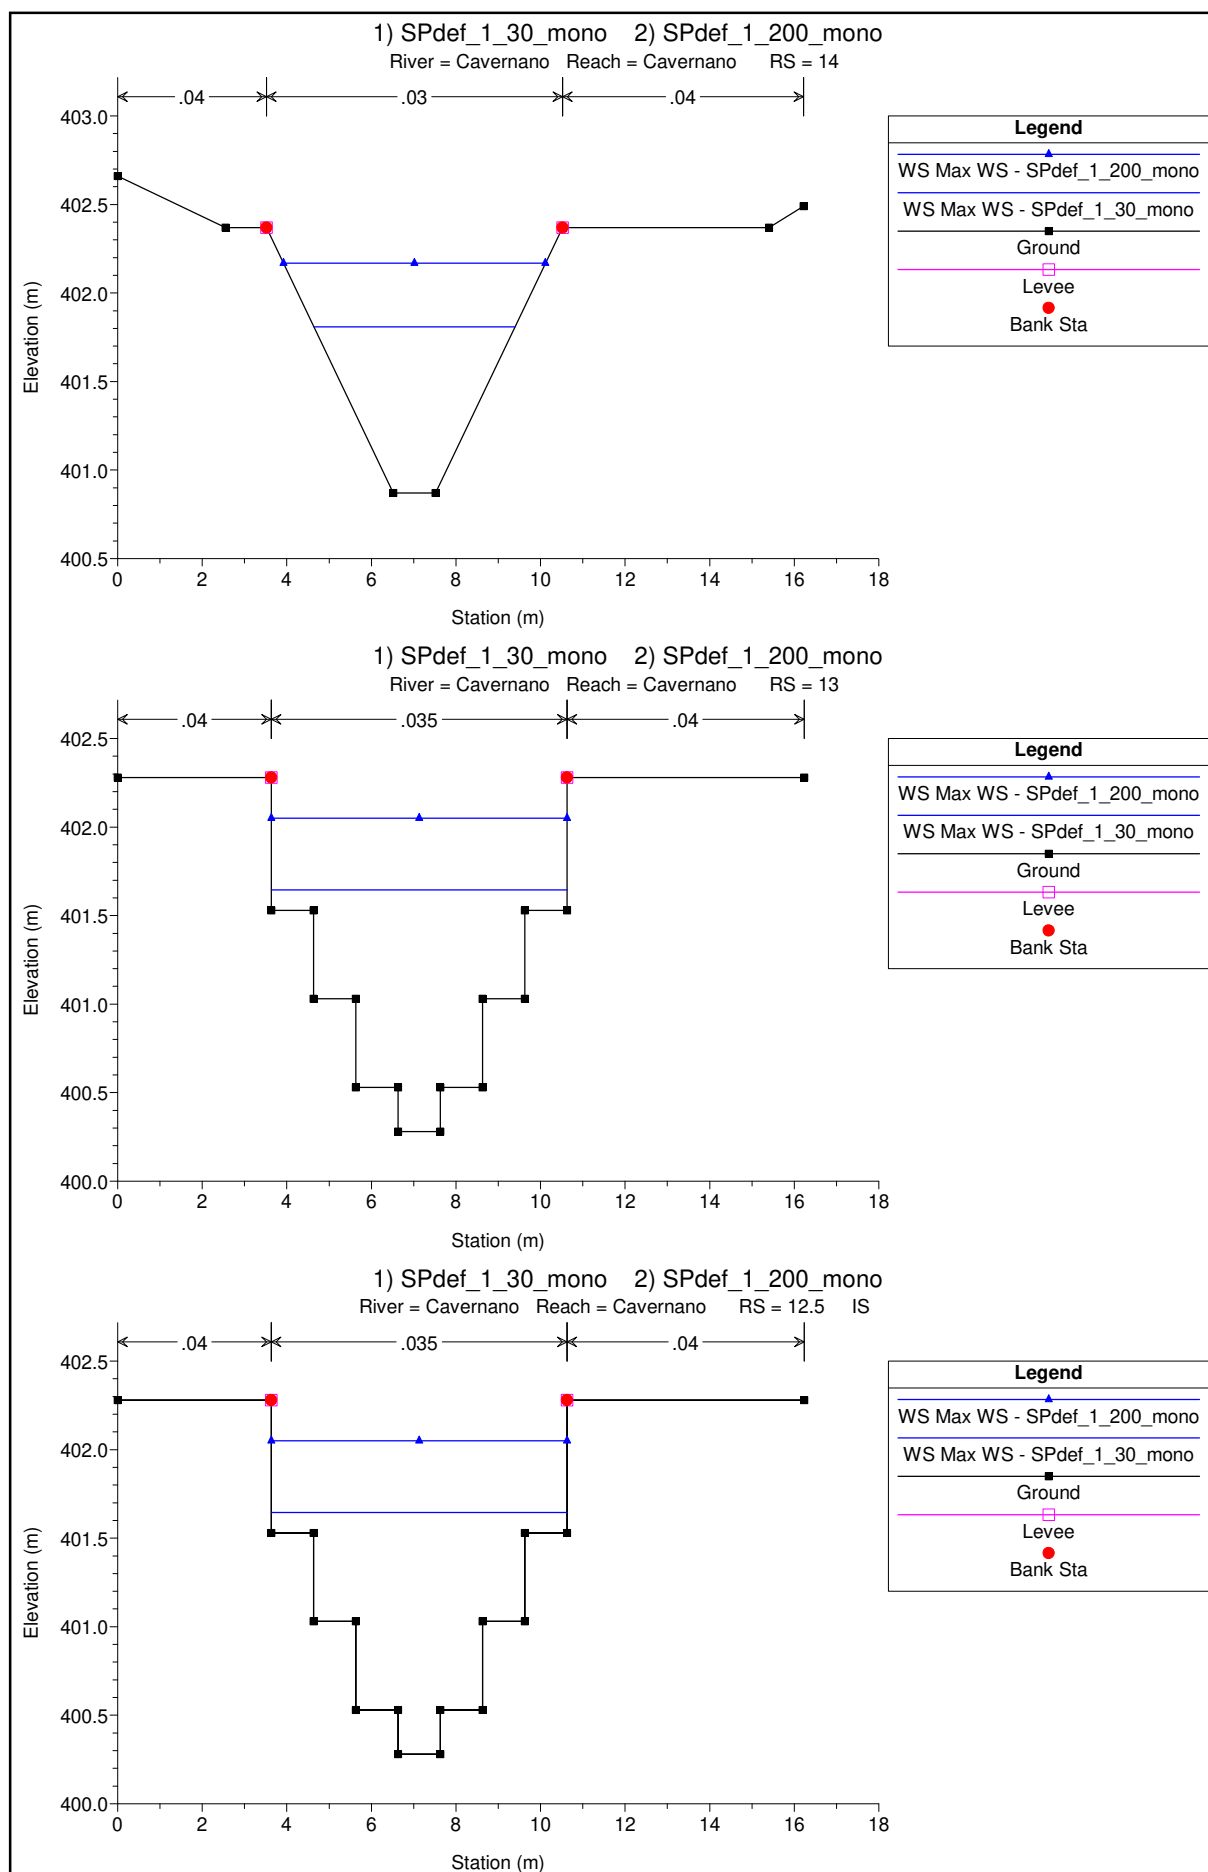 1) SPdef_1_30_mono 2) SPdef_1_200_mono
River = Cavernano Reach = Cavernano RS = 14
.04 .03 .04
403.0
402.5
402.0
401.5
401.0
400.5
Elevation (m)
0 2 4 6 8 10 12 14 16 18
Station (m)
Legend
WS Max WS - SPdef_1_200_mono
WS Max WS - SPdef_1_30_mono
Ground
Levee
Bank Sta
1) SPdef_1_30_mono 2) SPdef_1_200_mono
River = Cavernano Reach = Cavernano RS = 13
.04 .035 .04
402.5
402.0
401.5
401.0
400.5
400.0
Elevation (m)
0 2 4 6 8 10 12 14 16 18
Station (m)
Legend
WS Max WS - SPdef_1_200_mono
WS Max WS - SPdef_1_30_mono
Ground
Levee
Bank Sta
1) SPdef_1_30_mono 2) SPdef_1_200_mono
River = Cavernano Reach = Cavernano RS = 12.5 IS
.04 .035 .04
402.5
402.0
401.5
401.0
400.5
400.0
Elevation (m)
0 2 4 6 8 10 12 14 16 18
Station (m)
Legend
WS Max WS - SPdef_1_200_mono
WS Max WS - SPdef_1_30_mono
Ground
Levee
Bank Sta